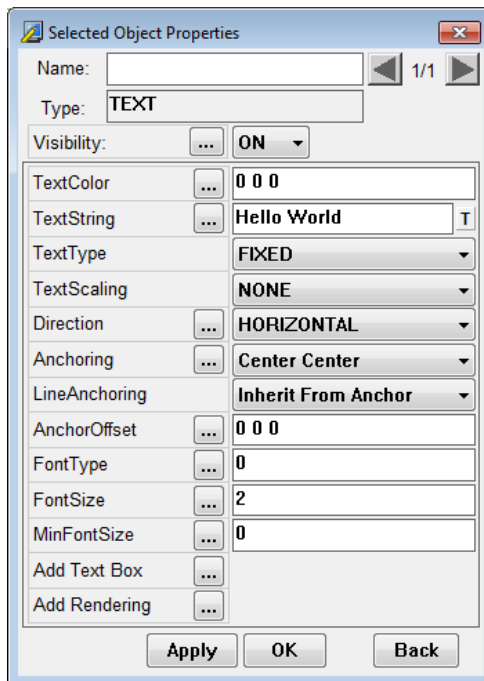 Selected Object Properties
Name: 1/1
Type: TEXT
Visibility: ... ON
TextColor ... 0 0 0
TextString ... Hello World T
TextType FIXED
TextScaling NONE
Direction ... HORIZONTAL
Anchoring ... Center Center
LineAnchoring Inherit From Anchor
AnchorOffset ... 0 0 0
FontType ... 0
FontSize ... 2
MinFontSize ... 0
Add Text Box ...
Add Rendering ...
Apply OK Back